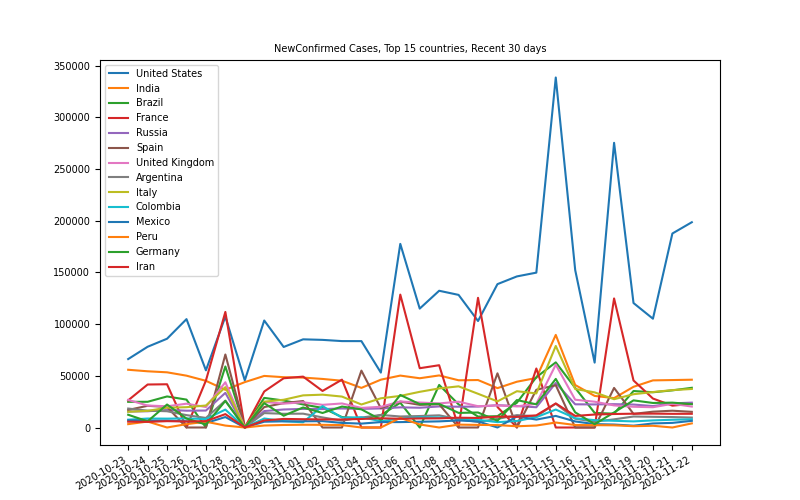 NewConfirmed Cases, Top 15 countries, Recent 30 days
350000
300000
250000
200000
150000
100000
50000
0
United States
India
Brazil
France
Russia
Spain
United Kingdom
Argentina
Italy
Colombia
Mexico
Peru
Germany
Iran
2020-10-23
2020-10-24
2020-10-25
2020-10-26
2020-10-27
2020-10-28
2020-10-29
2020-10-30
2020-10-31
2020-11-01
2020-11-02
2020-11-03
2020-11-04
2020-11-05
2020-11-06
2020-11-07
2020-11-08
2020-11-09
2020-11-10
2020-11-11
2020-11-12
2020-11-13
2020-11-15
2020-11-16
2020-11-17
2020-11-18
2020-11-19
2020-11-20
2020-11-21
2020-11-22